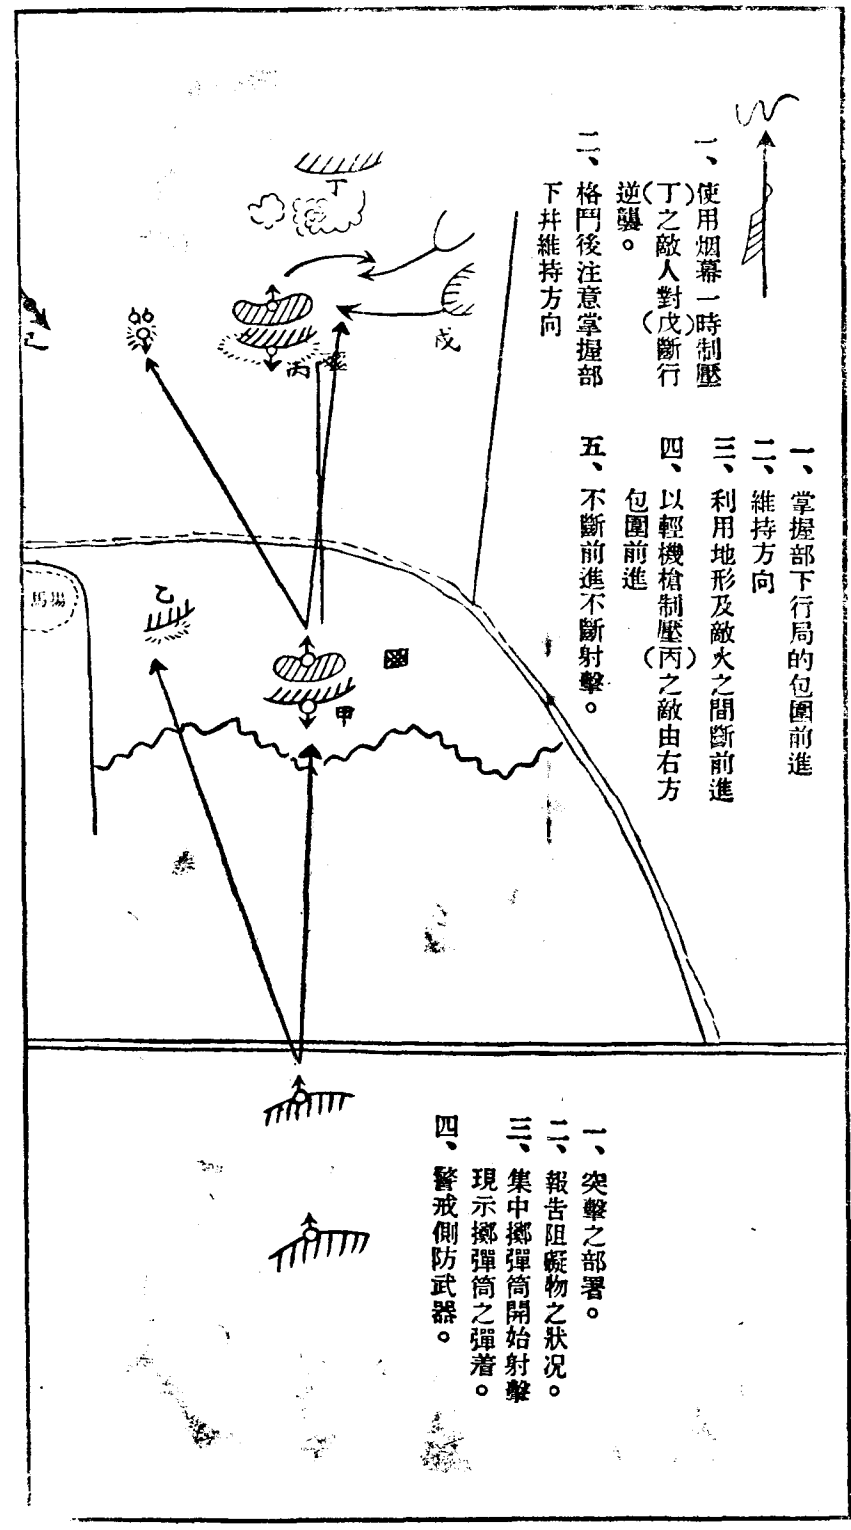 一、使用烟幕一時制壓
(丁)之敵人對(戊)斷行
逆襲。
二、格鬥後注意掌握部
下幷維持方向
一、掌握部下行局的包圍前進
二、維持方向
三、利用地形及敵火之間斷前進
四、以輕機槍制壓(丙)之敵由右方
包圍前進
五、不斷前進不斷射擊。
丁
戊
己
丙
乙
甲
馬場
一、突擊之部署。
二、報告阻礙物之狀況。
三、集中擲彈筒開始射擊
現示擲彈筒之彈着。
四、警戒側防武器。